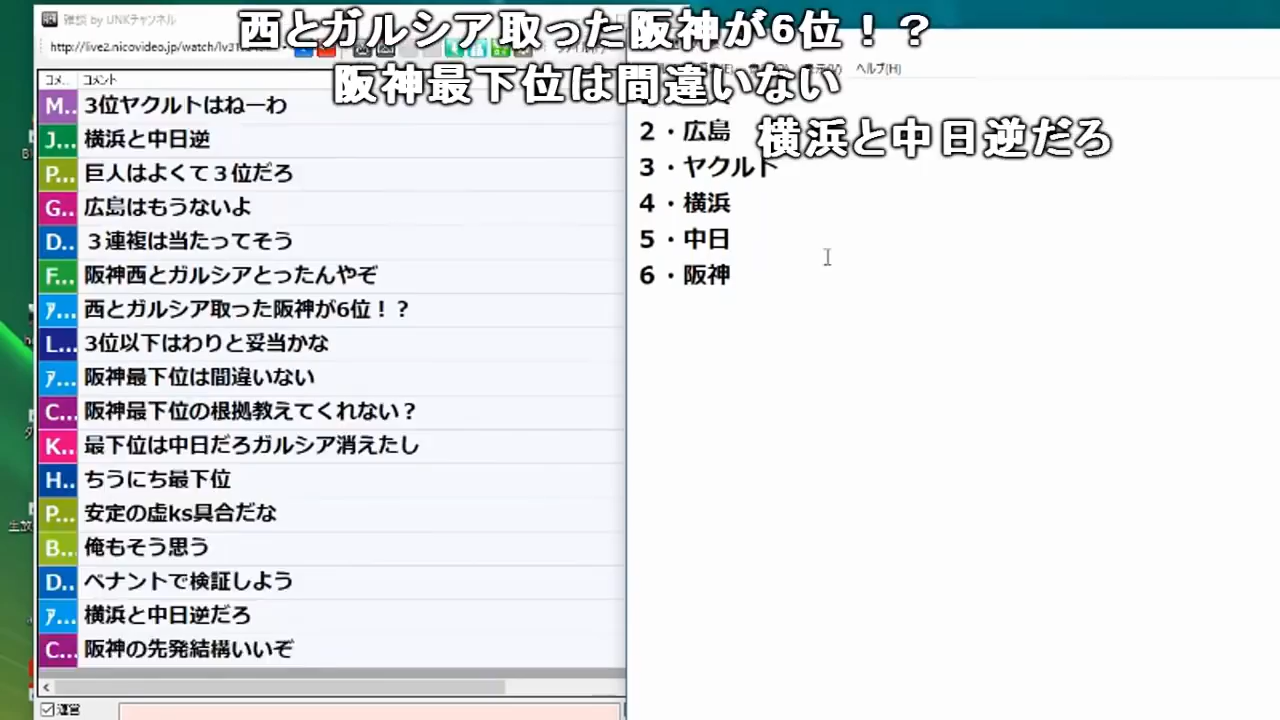 西とガルシア取った阪神が6位！？
阪神最下位は間違いない
横浜と中日逆だろ
雑談 by UNKチャンネル
http://live2.nicovideo.jp/watch/
コメ..
コメント
M..
3位ヤクルトはねーわ
J...
横浜と中日逆
P...
巨人はよくて３位だろ
G..
広島はもうないよ
D..
３連複は当たってそう
F...
阪神西とガルシアとったんやぞ
ｱ...
西とガルシア取った阪神が6位！？
L...
3位以下はわりと妥当かな
ｱ...
阪神最下位は間違いない
C...
阪神最下位の根拠教えてくれない？
K..
最下位は中日だろガルシア消えたし
H..
ちうにち最下位
P...
安定の虚ks具合だな
B...
俺もそう思う
D..
ペナントで検証しよう
ｱ...
横浜と中日逆だろ
C...
阪神の先発結構いいぞ
運営
ヘルプ(H)
2・広島
3・ヤクルト
4・横浜
5・中日
6・阪神